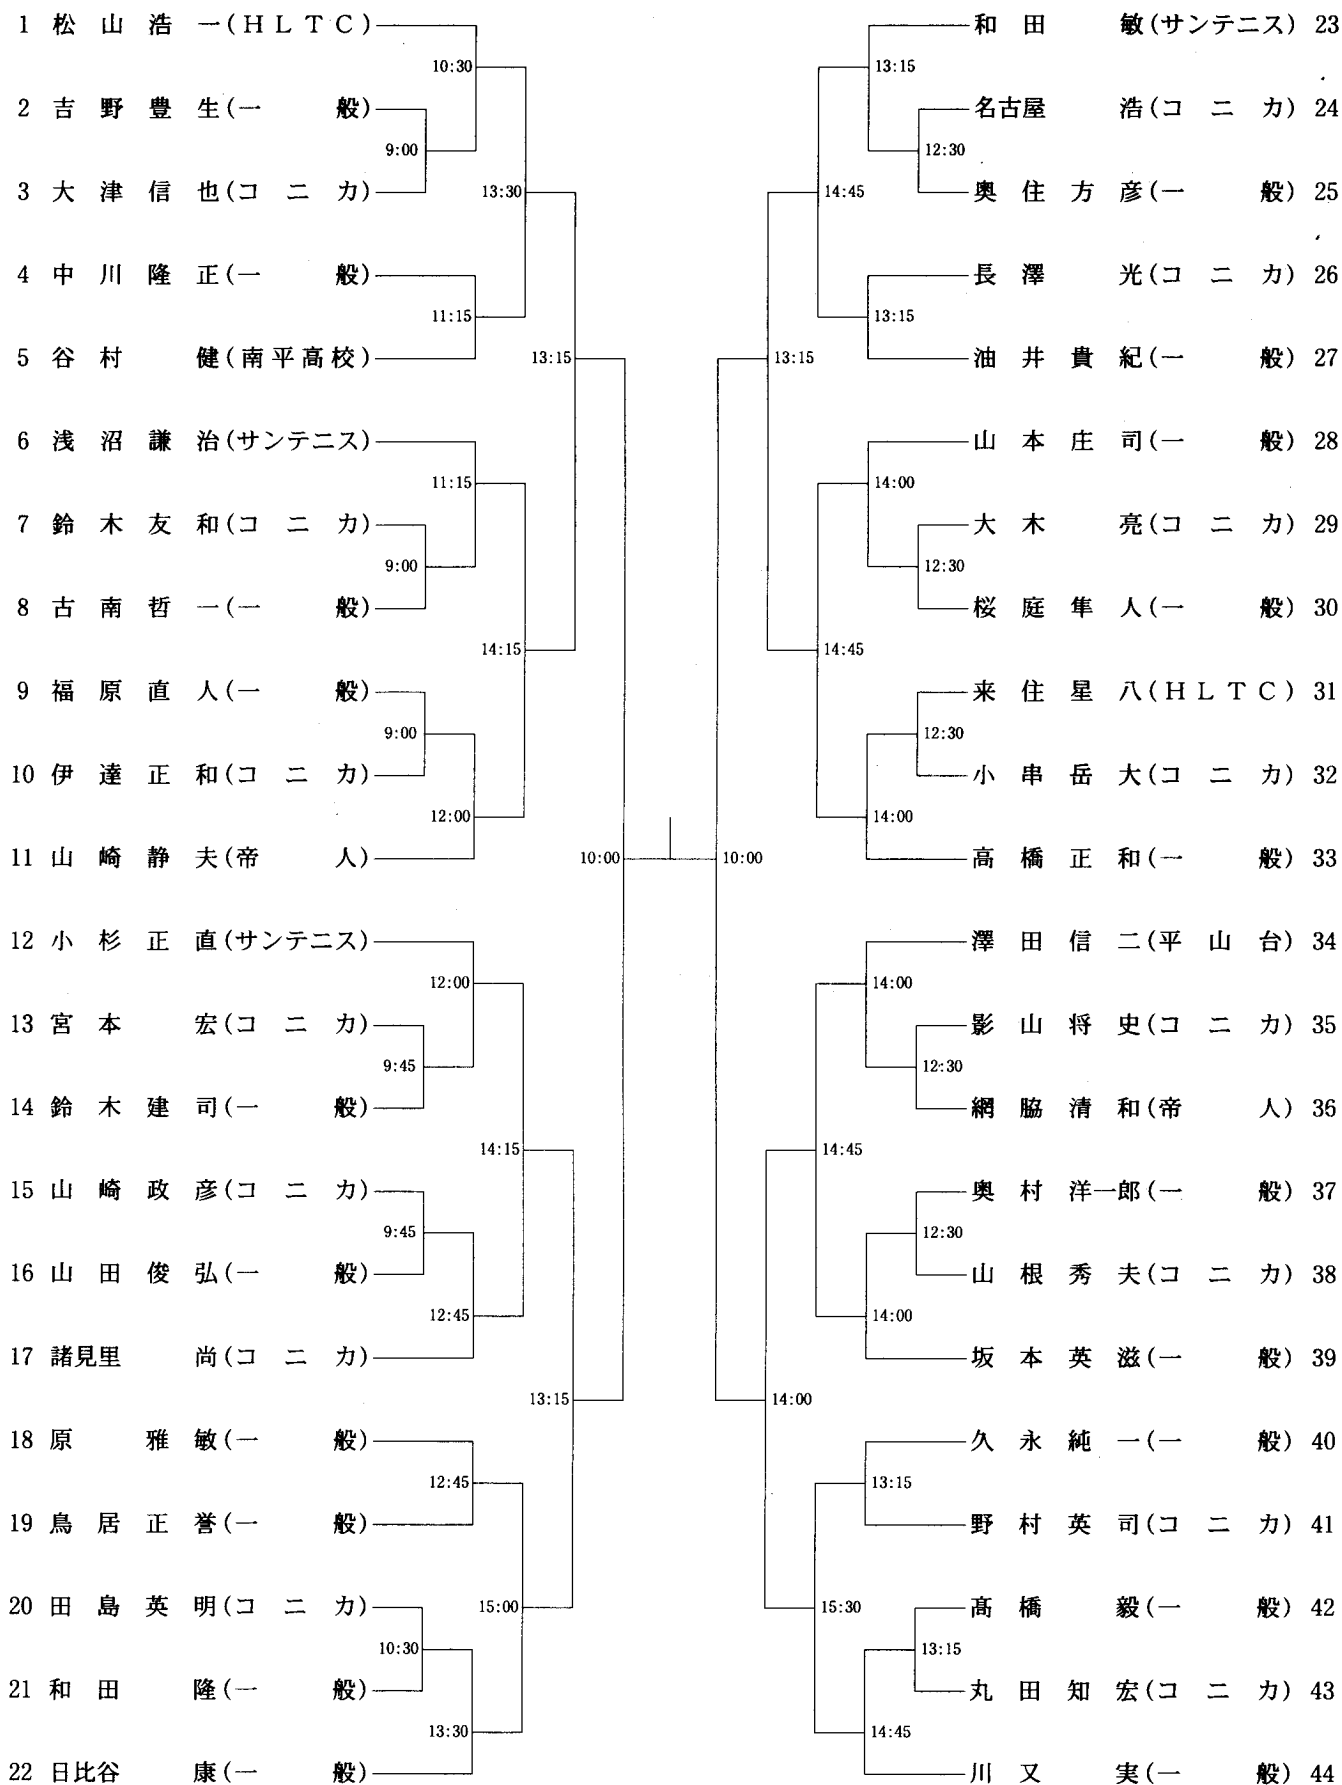 1 松山浩一(HLTC)
10:30
2 吉野豊生(一般)
9:00
3 大津信也(コニカ)
13:30
4 中川隆正(一般)
11:15
5 谷村健(南平高校)
13:15
6 浅沼謙治(サンテニス)
11:15
7 鈴木友和(コニカ)
9:00
8 古南哲一(一般)
14:15
9 福原直人(一般)
9:00
10 伊達正和(コニカ)
12:00
11 山崎静夫(帝人)
10:00
12 小杉正直(サンテニス)
12:00
13 宮本宏(コニカ)
9:45
14 鈴木建司(一般)
14:15
15 山崎政彦(コニカ)
9:45
16 山田俊弘(一般)
12:45
17 諸見里尚(コニカ)
13:15
18 原雅敏(一般)
12:45
19 鳥居正誉(一般)
20 田島英明(コニカ)
15:00
10:30
21 和田隆(一般)
13:30
22 日比谷康(一般)
和田敏(サンテニス) 23
13:15
名古屋浩(コニカ) 24
12:30
奥住方彦(一般) 25
14:45
長澤光(コニカ) 26
13:15
油井貴紀(一般) 27
13:15
山本庄司(一般) 28
14:00
大木亮(コニカ) 29
12:30
桜庭隼人(一般) 30
14:45
来住星八(HLTC) 31
12:30
小串岳大(コニカ) 32
14:00
高橋正和(一般) 33
10:00
澤田信二(平山台) 34
14:00
影山将史(コニカ) 35
12:30
網脇清和(帝人) 36
14:45
奥村洋一郎(一般) 37
12:30
山根秀夫(コニカ) 38
14:00
坂本英滋(一般) 39
14:00
久永純一(一般) 40
13:15
野村英司(コニカ) 41
高橋毅(一般) 42
15:30
13:15
丸田知宏(コニカ) 43
14:45
川又実(一般) 44